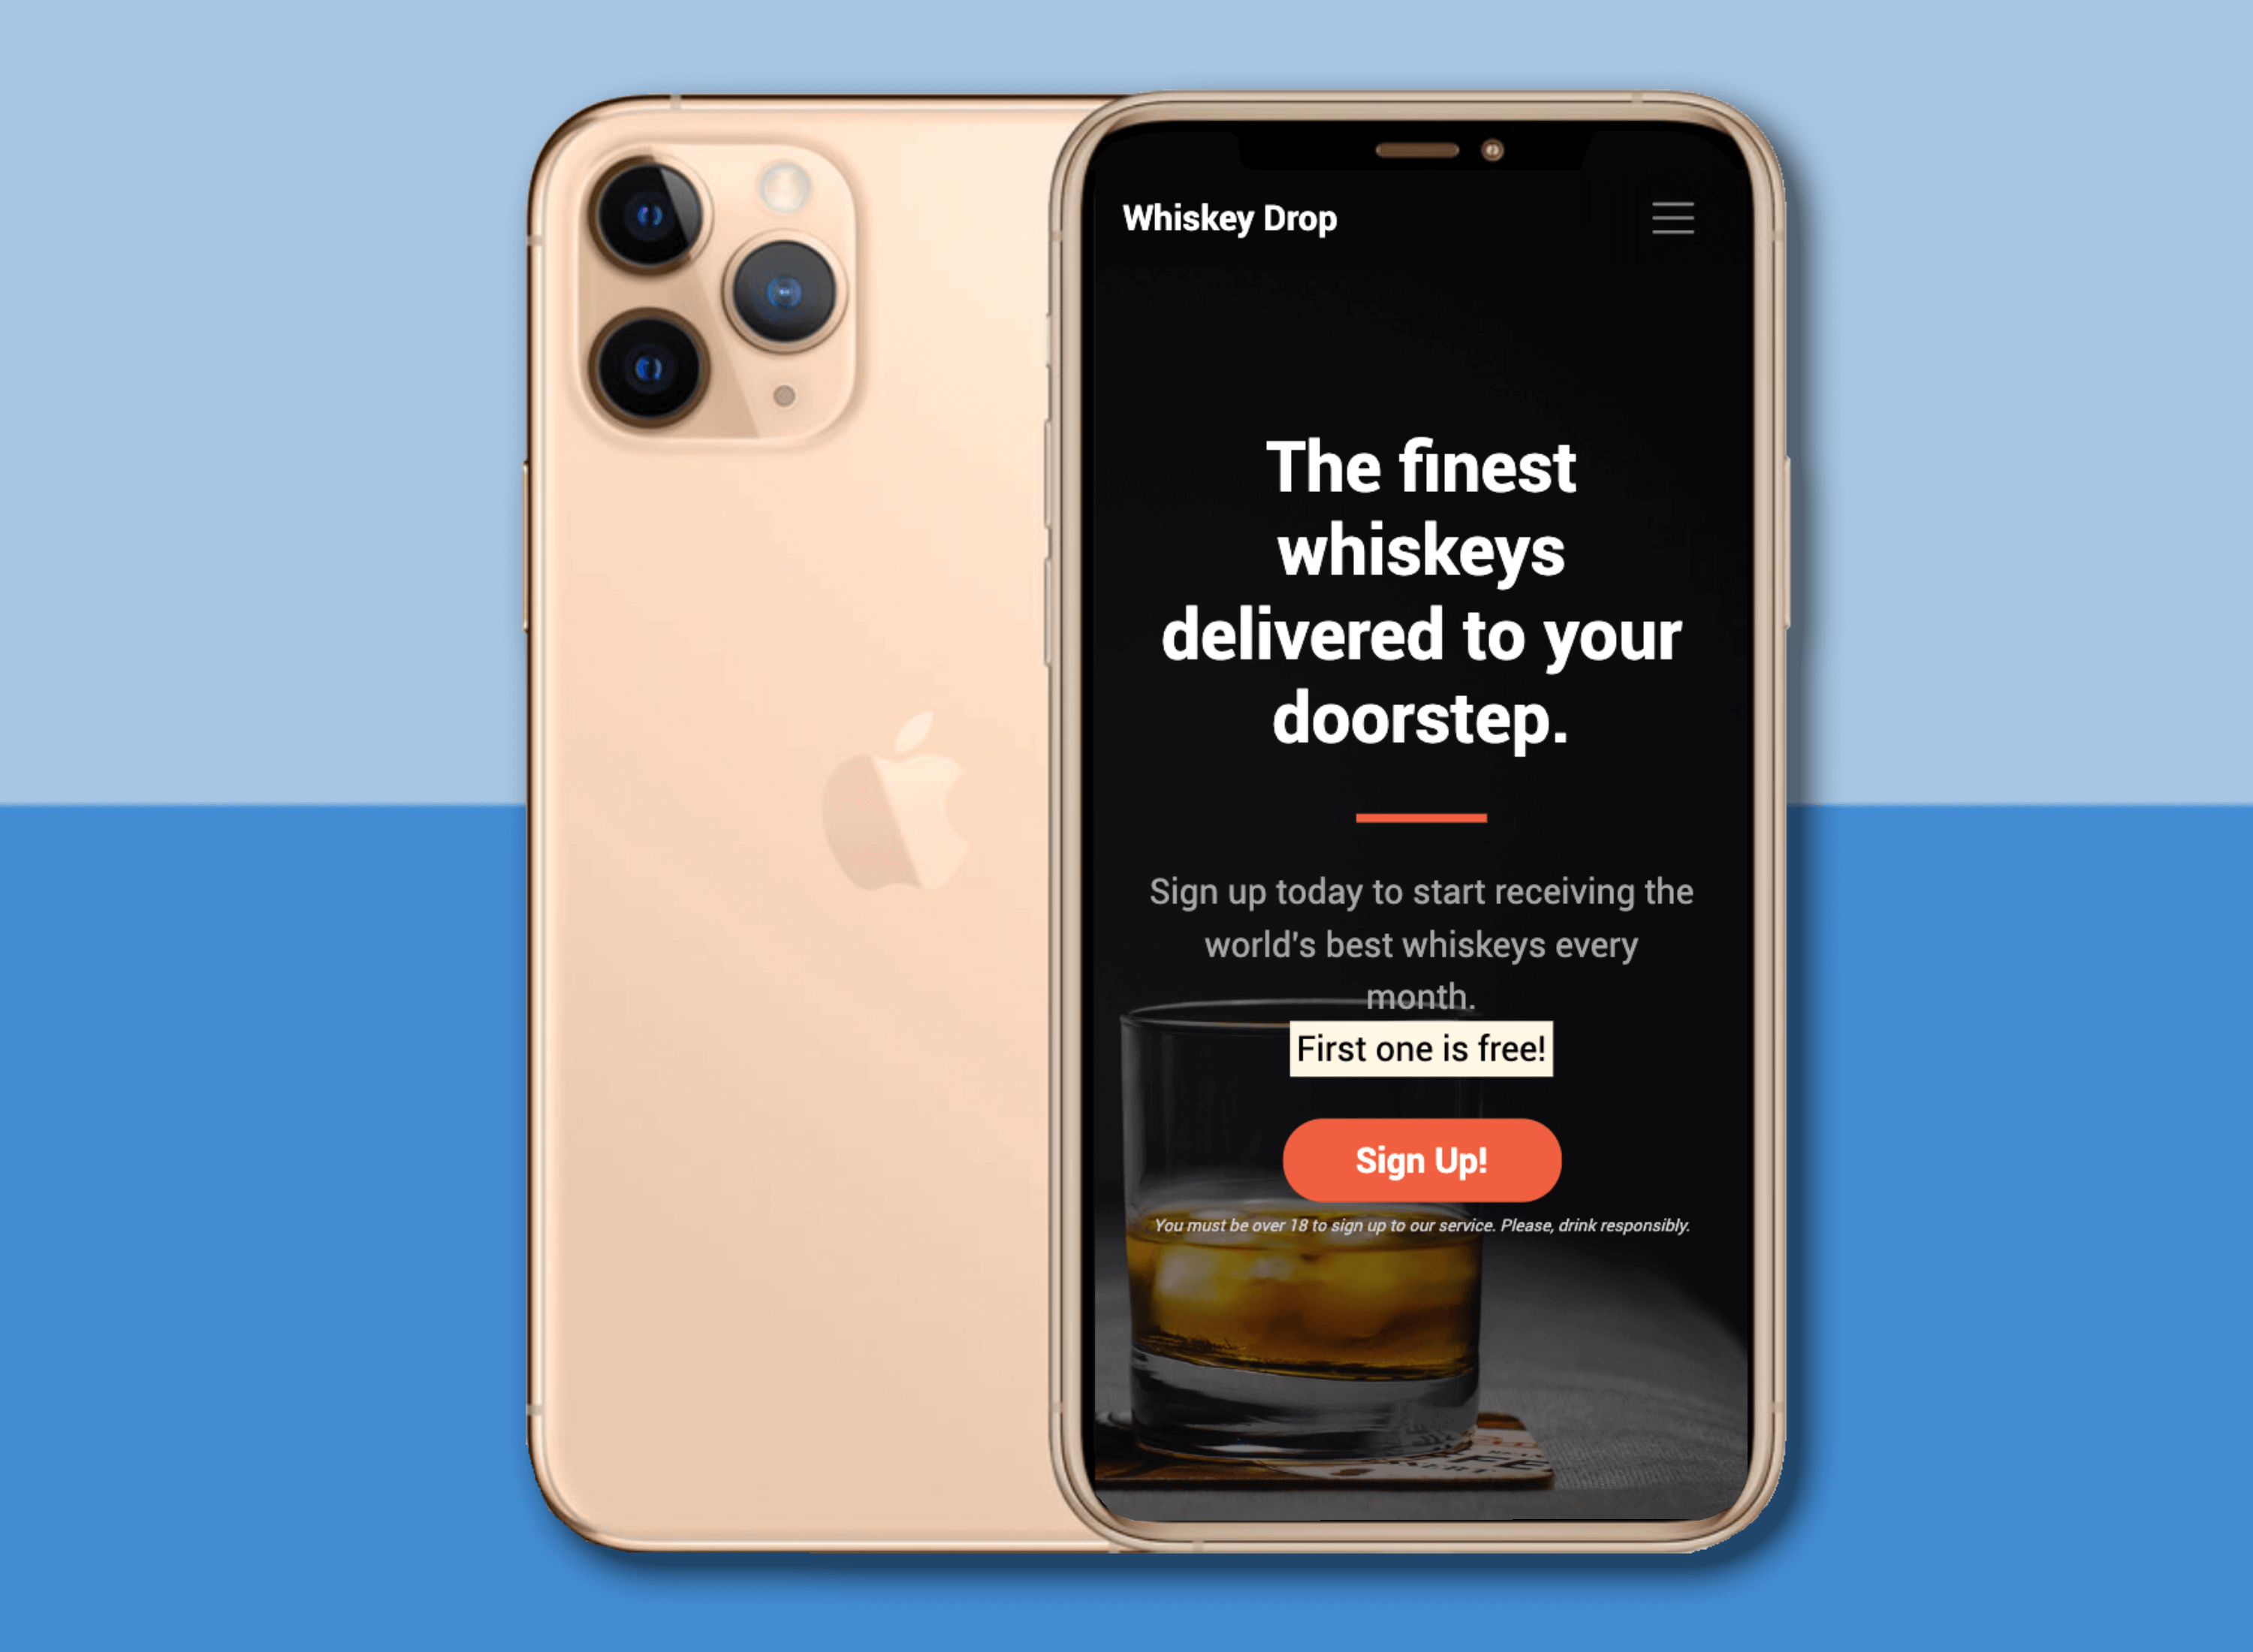 Whiskey Drop
The finest
whiskeys
delivered to your
doorstep.
Sign up today to start receiving the
world's best whiskeys every
month.
First one is free!
Sign Up!
You must be over 18 to sign up to our service. Please, drink responsibly.